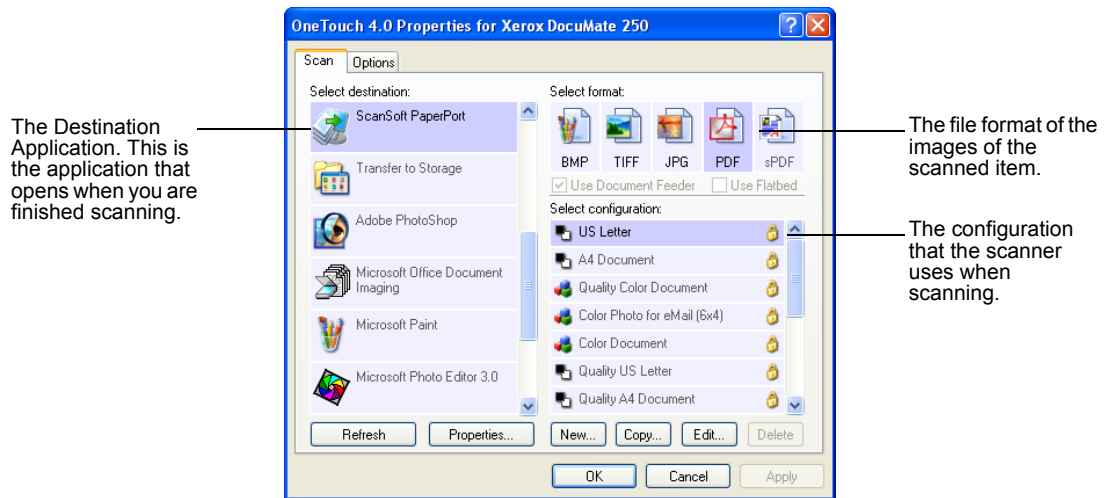 OneTouch 4.0 Properties for Xerox DocuMate 250
Scan
Options
Select destination:
ScanSoft PaperPort
Transfer to Storage
Adobe PhotoShop
Microsoft Office Document
Imaging
Microsoft Paint
Microsoft Photo Editor 3.0
Refresh
Properties...
Select format:
BMP
TIFF
JPG
PDF
sPDF
Use Document Feeder
Use Flatbed
Select configuration:
US Letter
A4 Document
Quality Color Document
Color Photo for eMail (6x4)
Color Document
Quality US Letter
Quality A4 Document
New...
Copy...
Edit...
Delete
OK
Cancel
Apply
The Destination
Application. This is
the application that
opens when you are
finished scanning.
The file format of the
images of the
scanned item.
The configuration
that the scanner
uses when
scanning.